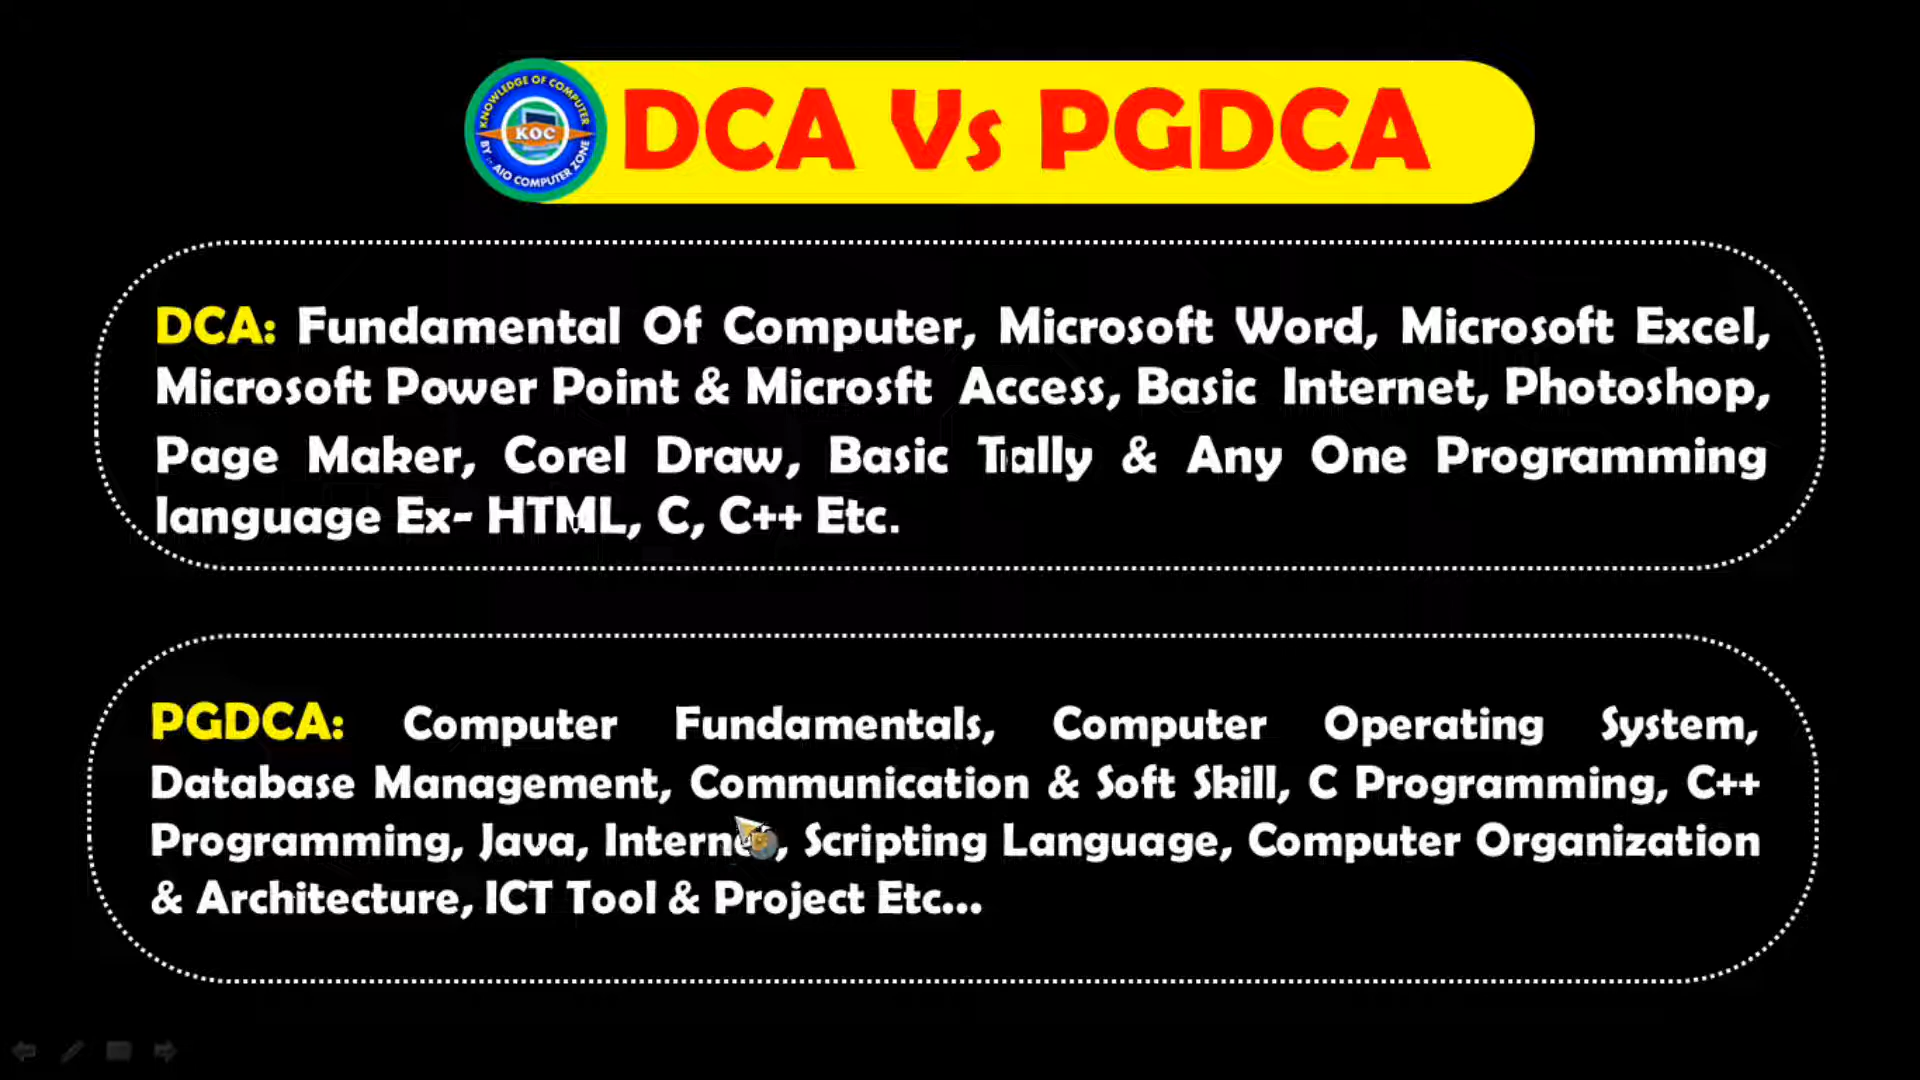 KNOWLEDGE OF COMPUTER
KOC
BY AIO COMPUTER ZONE
DCA Vs PGDCA
DCA: Fundamental Of Computer, Microsoft Word, Microsoft Excel,
Microsoft Power Point & Microsft Access, Basic Internet, Photoshop,
Page Maker, Corel Draw, Basic Tally & Any One Programming
language Ex- HTML, C, C++ Etc.
PGDCA: Computer Fundamentals, Computer Operating System,
Database Management, Communication & Soft Skill, C Programming, C++
Programming, Java, Internet, Scripting Language, Computer Organization
& Architecture, ICT Tool & Project Etc...